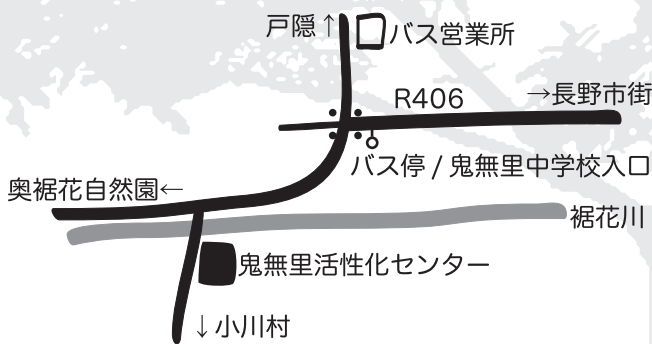 戸隠↑
バス営業所
R406
→長野市街
バス停 / 鬼無里中学校入口
奥裾花自然園←
裾花川
鬼無里活性化センター
↓小川村